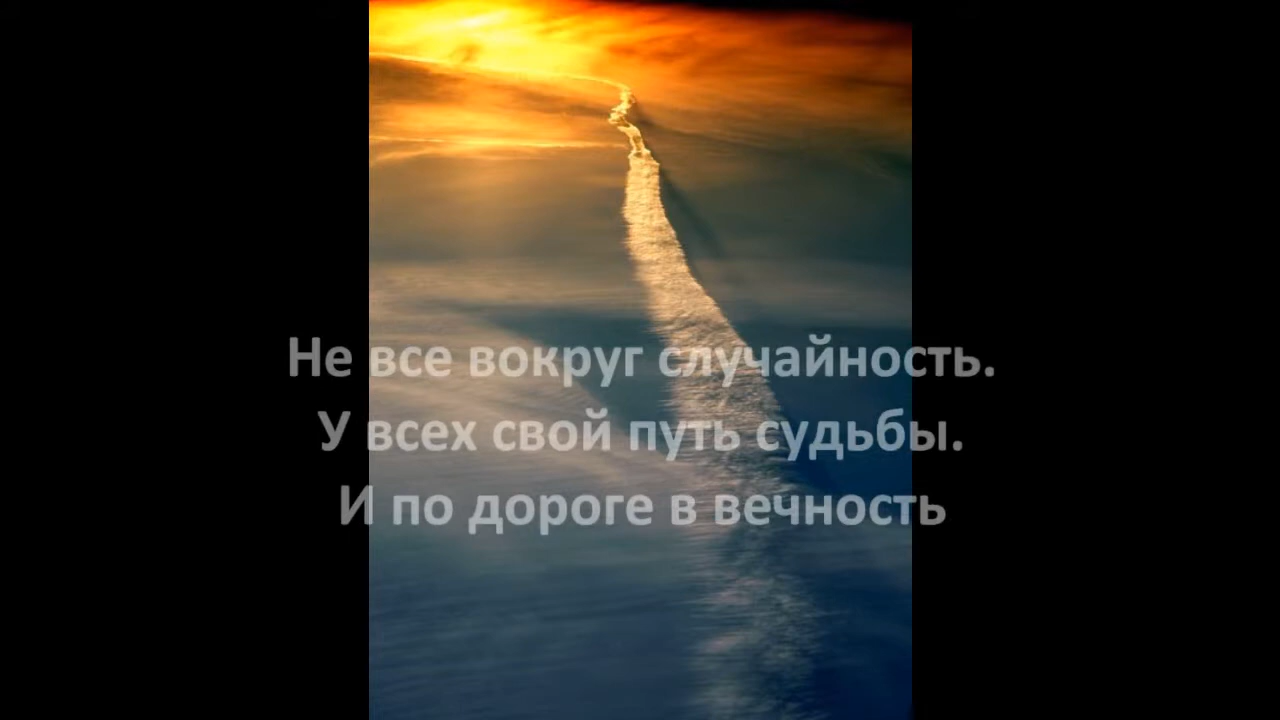 Не все вокруг случайность.
У всех свой путь судьбы.
И по дороге в вечность